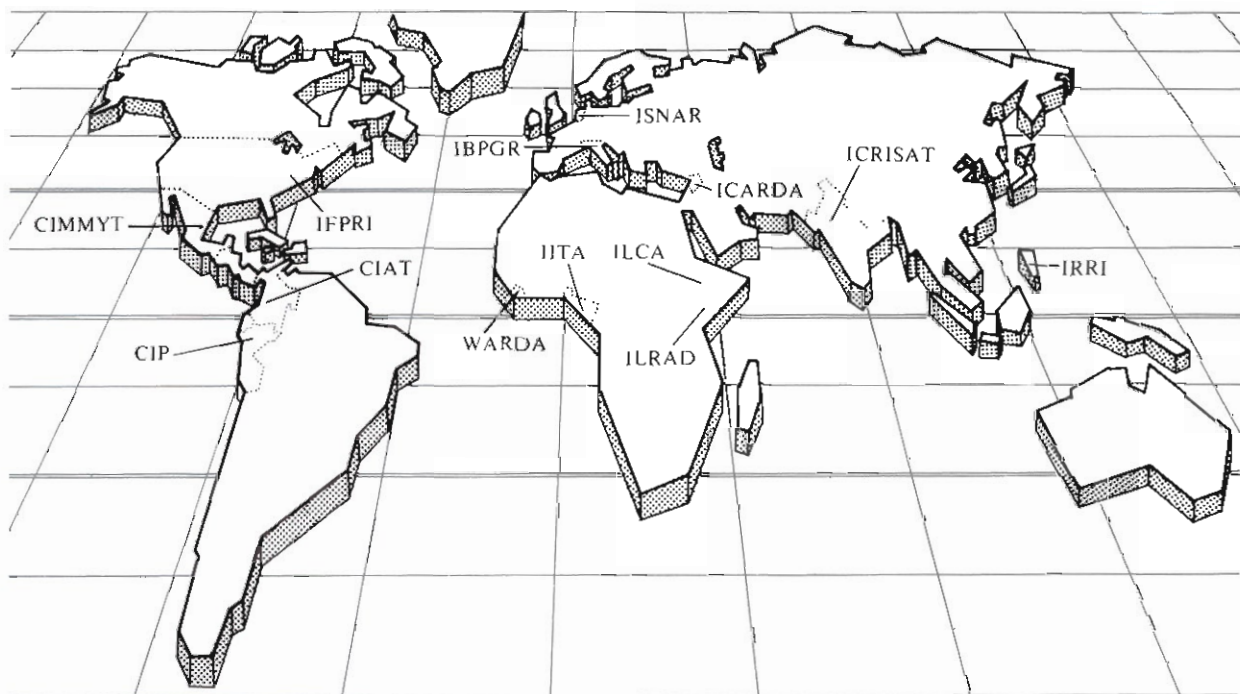 ISNAR
IBPGR
ICRISAT
ICARDA
CIMMYT
IFPRI
CIAT
IITA
ILCA
IRRI
WARDA
CIP
ILRAD